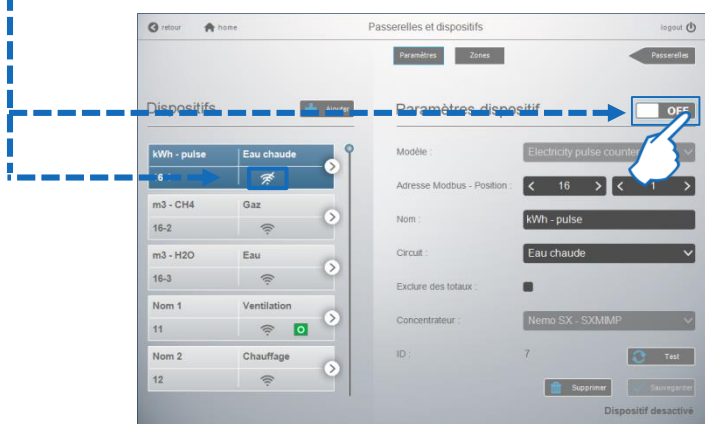 retour home Passerelles et dispositifs logout
Paramètres Zones Passerelles
Dispositifs Ajouter Paramètres dispositif OFF
kWh - pulse Eau chaude
16-1
m3 - CH4 Gaz
16-2
m3 - H2O Eau
16-3
Nom 1 Ventilation
11
Nom 2 Chauffage
12
Modèle : Electricity pulse counter
Adresse Modbus - Position : < 16 > < 1 >
Nom : kWh - pulse
Circuit : Eau chaude
Exclure des totaux :
Concentrateur : Nemo SX - SXMIMP
ID : 7 Test
Supprimer Sauvegarder
Dispositif desactivé